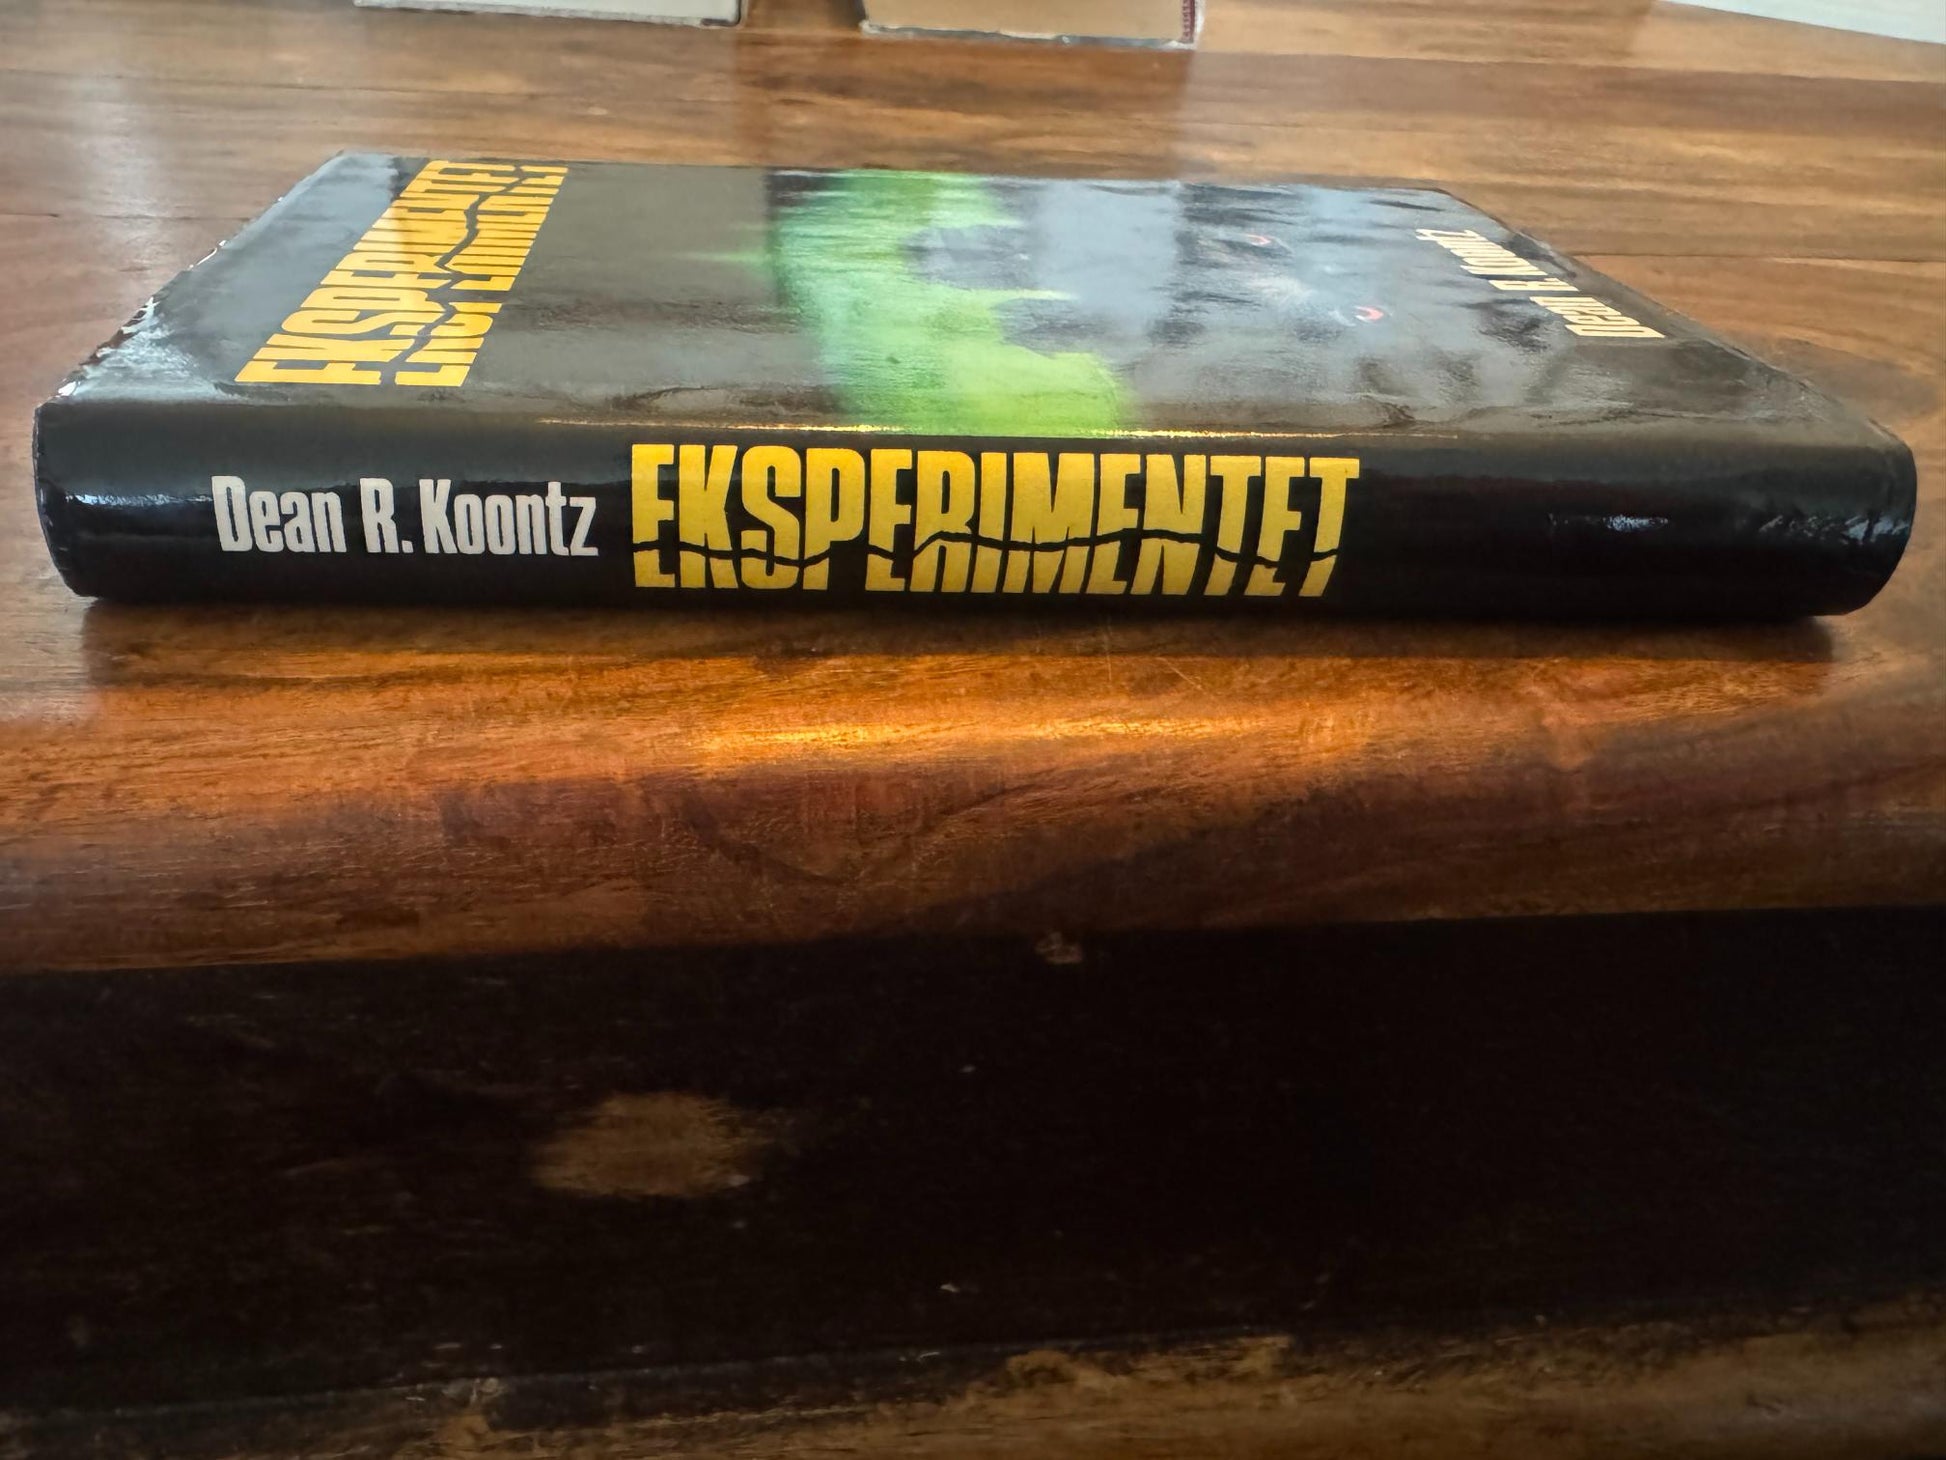 EKSPERIMENTET
Dean R. Koontz
Dean R. Koontz EKSPERIMENTET